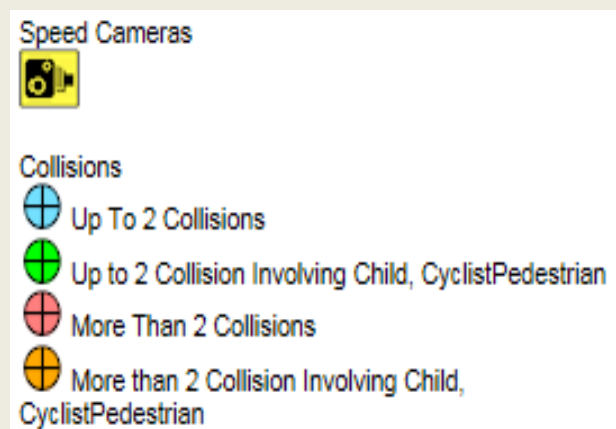 Speed Cameras
Collisions
Up To 2 Collisions
Up to 2 Collision Involving Child, CyclistPedestrian
More Than 2 Collisions
More than 2 Collision Involving Child,
CyclistPedestrian